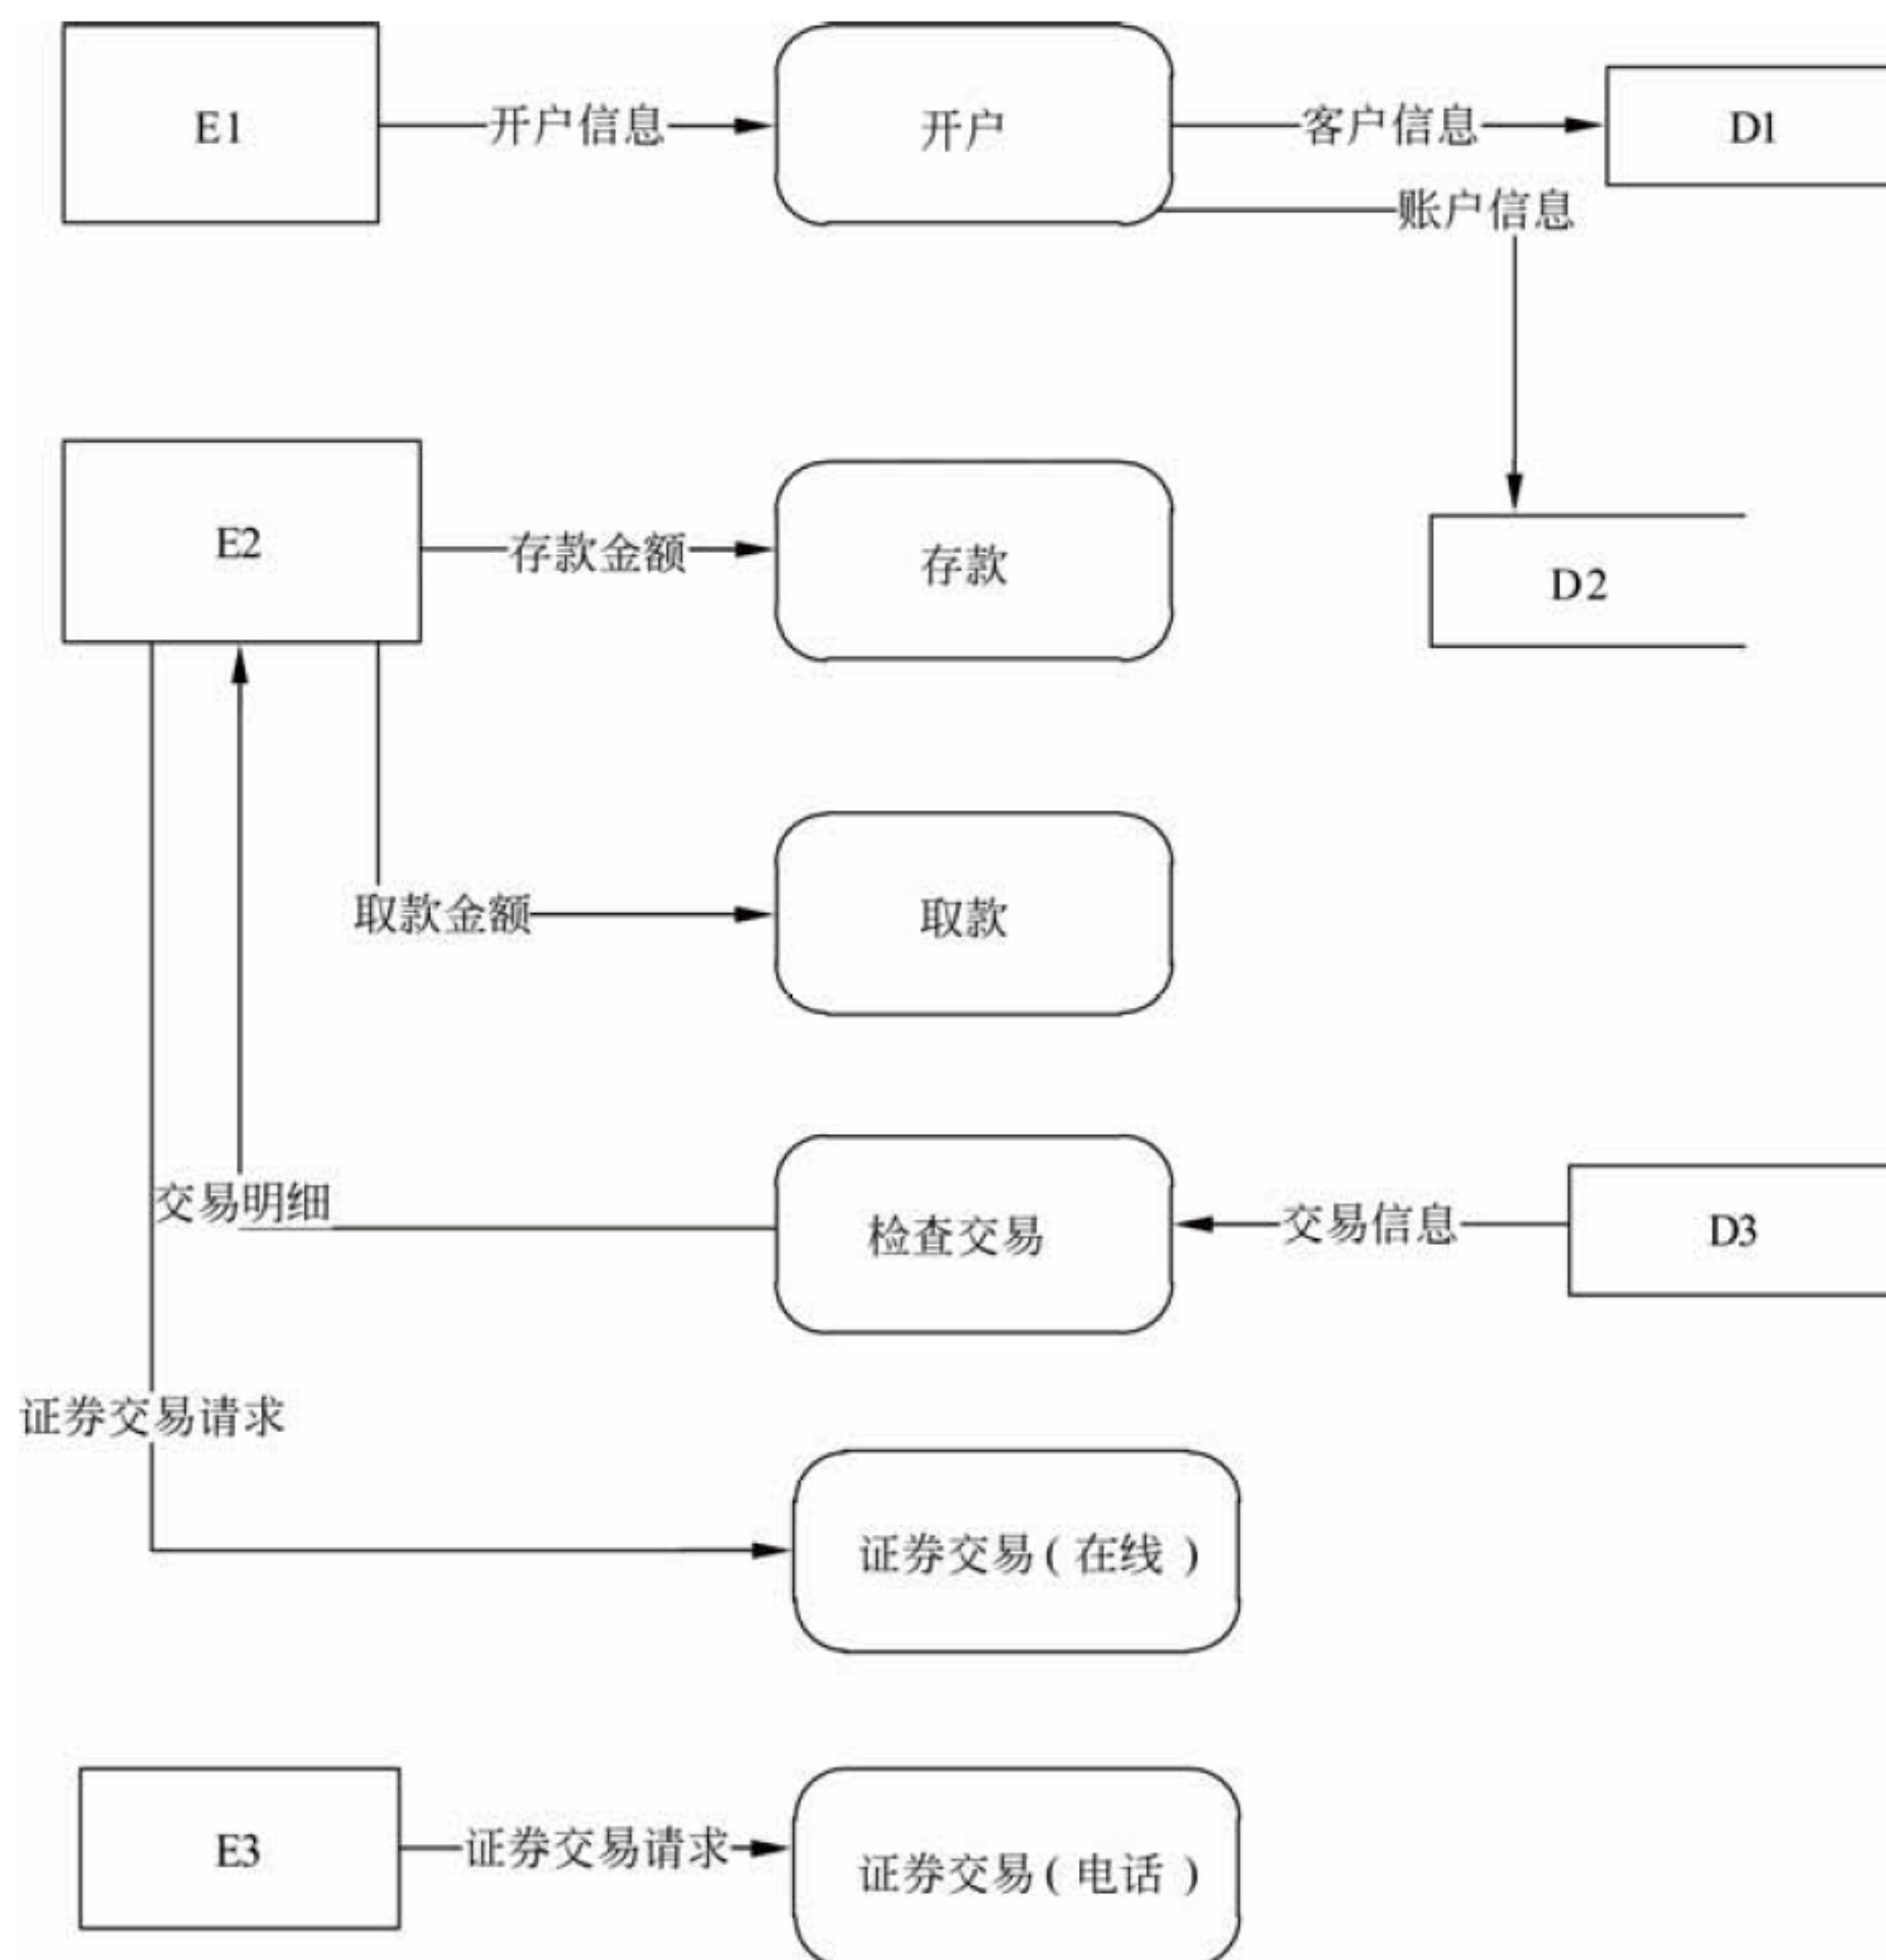 E1
开户信息
开户
客户信息
D1
账户信息
E2
存款金额
存款
D2
取款金额
取款
交易明细
检查交易
交易信息
D3
证券交易请求
证券交易(在线)
E3
证券交易请求
证券交易(电话)